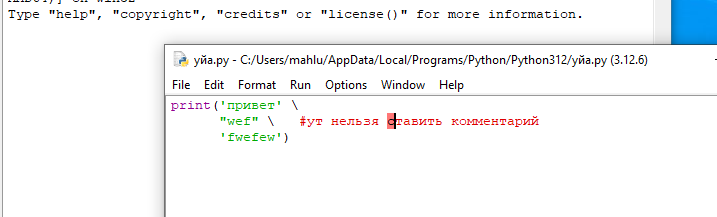 Type "help", "copyright", "credits" or "license()" for more information.
уйа.py - C:/Users/mahlu/AppData/Local/Programs/Python/Python312/уйа.py (3.12.6)
File Edit Format Run Options Window Help
print('привет' \
"wef" \ #ут нельзя ставить комментарий
'fwefew')